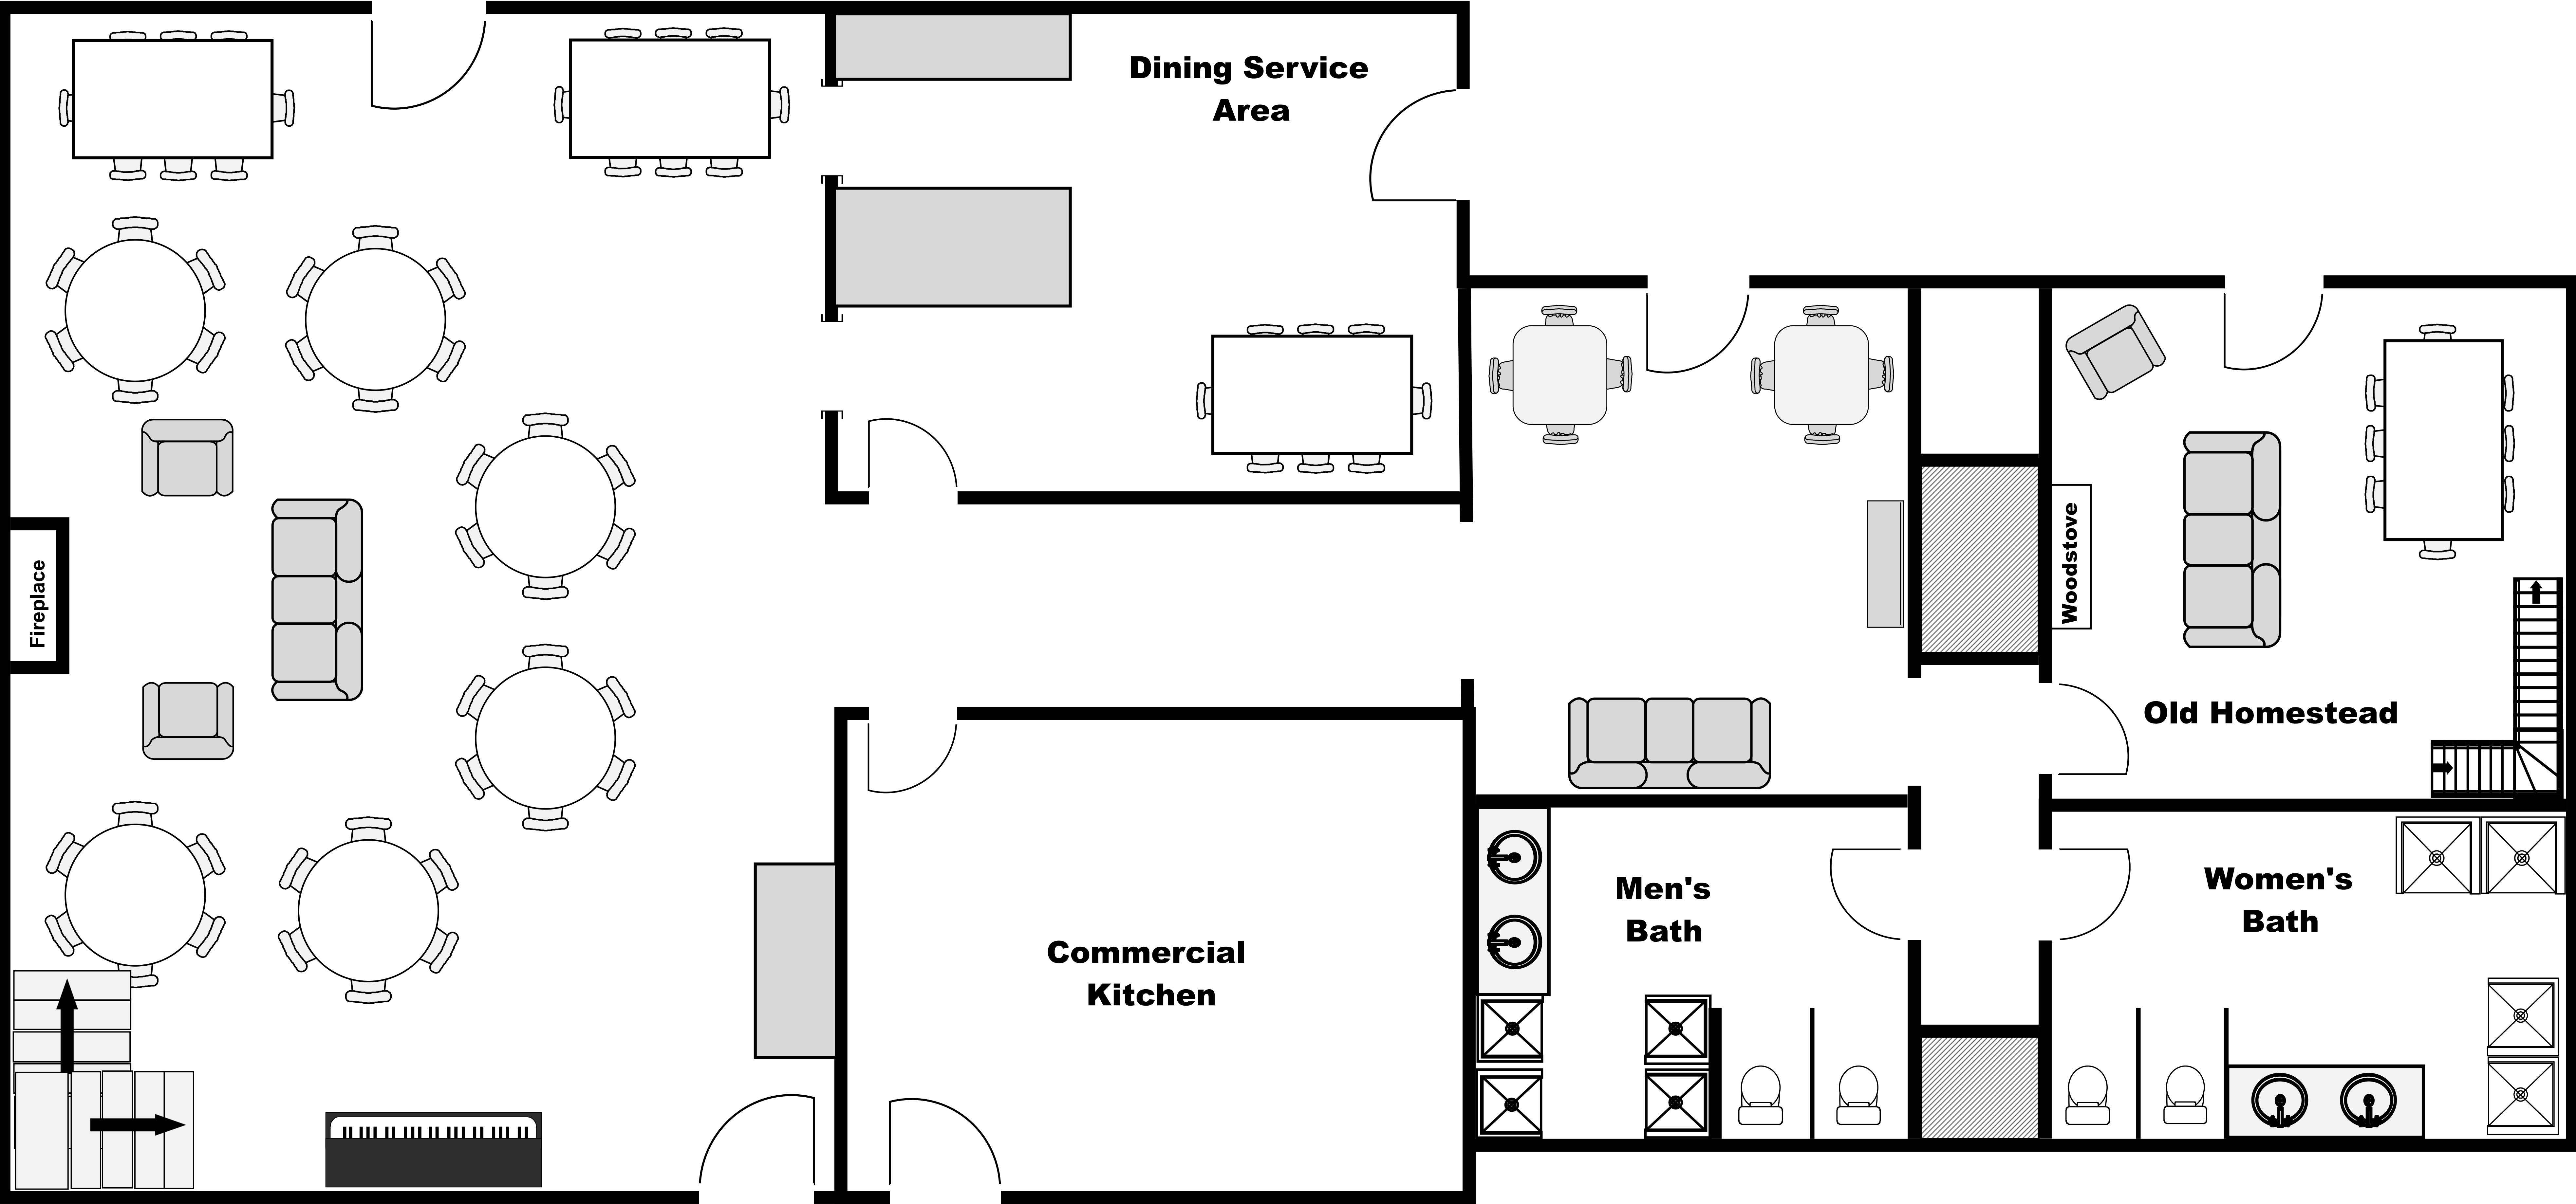 Dining Service
Area
Fireplace
Woodstove
Old Homestead
Men's
Bath
Women's
Bath
Commercial
Kitchen